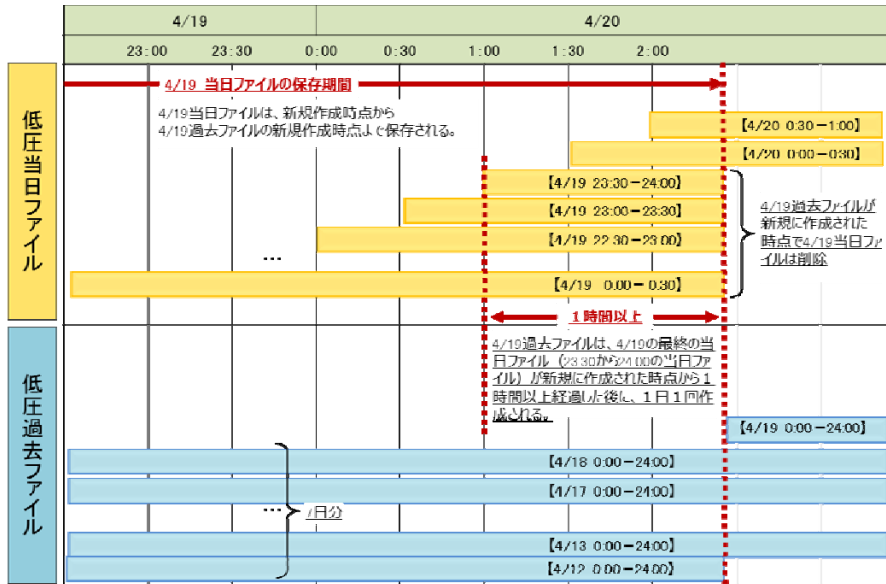 4/19
4/20
23:00
23:30
0:00
0:30
1:00
1:30
2:00
低圧当日ファイル
4/19 当日ファイルの保存期間
4/19当日ファイルは、新規作成時点から
4/19過去ファイルの新規作成時点まで保存される。
【4/20 0:30－1:00】
【4/20 0:00－0:30】
【4/19 23:30－24:00】
【4/19 23:00－23:30】
【4/19 22:30－23:00】
…
【4/19 0:00－0:30】
4/19過去ファイルが
新規に作成された
時点で4/19当日ファ
イルは削除
1時間以上
4/19過去ファイルは、4/19の最終の当
日ファイル（23:30から24:00の当日ファ
イル）が新規に作成された時点から１
時間以上経過した後に、１日１回作
成される。
低圧過去ファイル
【4/19 0:00－24:00】
【4/18 0:00－24:00】
【4/17 0:00－24:00】
…
7日分
【4/13 0:00－24:00】
【4/12 0:00－24:00】